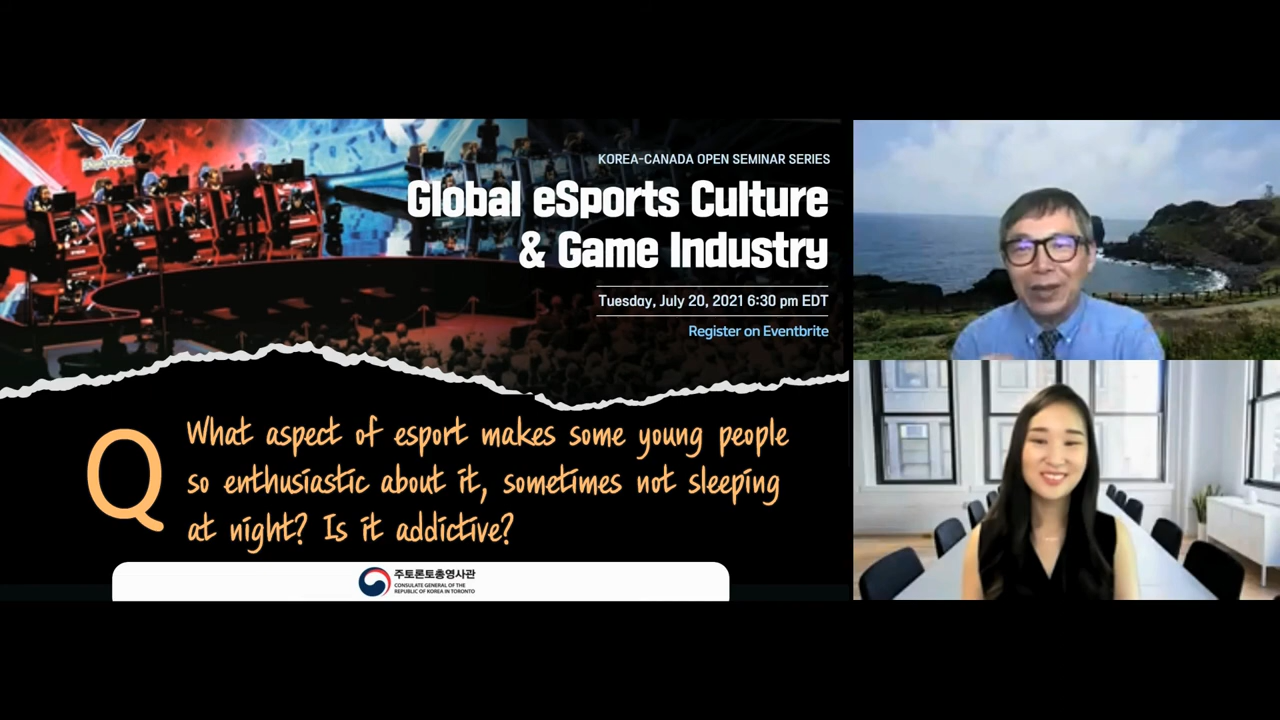 KOREA-CANADA OPEN SEMINAR SERIES
Global eSports Culture
& Game Industry
Tuesday, July 20, 2021 6:30 pm EDT
Register on Eventbrite
Q
What aspect of esport makes some young people
so enthusiastic about it, sometimes not sleeping
at night? Is it addictive?
주토론토총영사관
CONSULATE GENERAL OF THE
REPUBLIC OF KOREA IN TORONTO